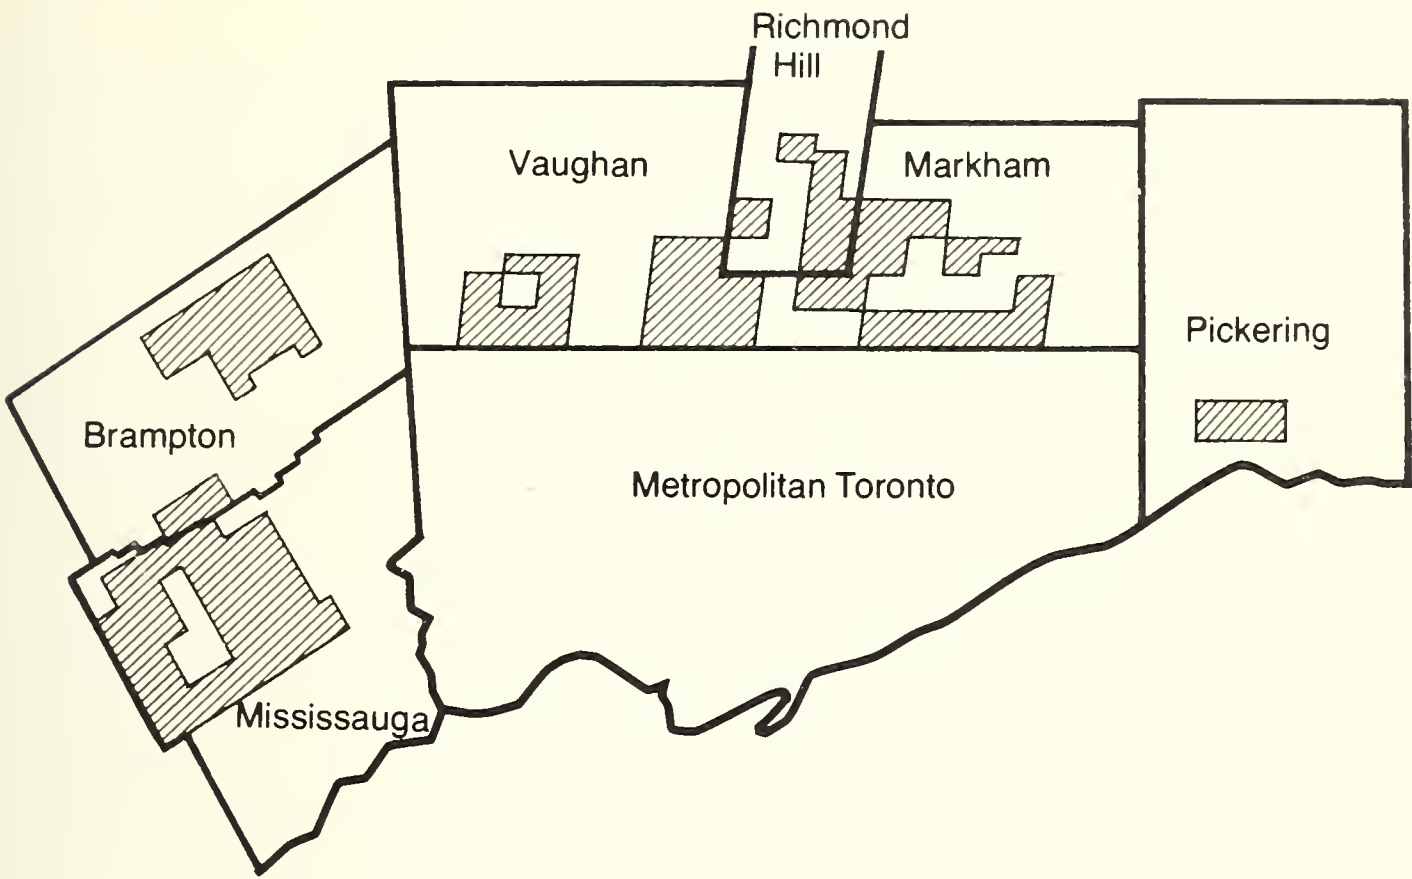 Richmond
Hill
Vaughan
Markham
Pickering
Brampton
Metropolitan Toronto
Mississauga